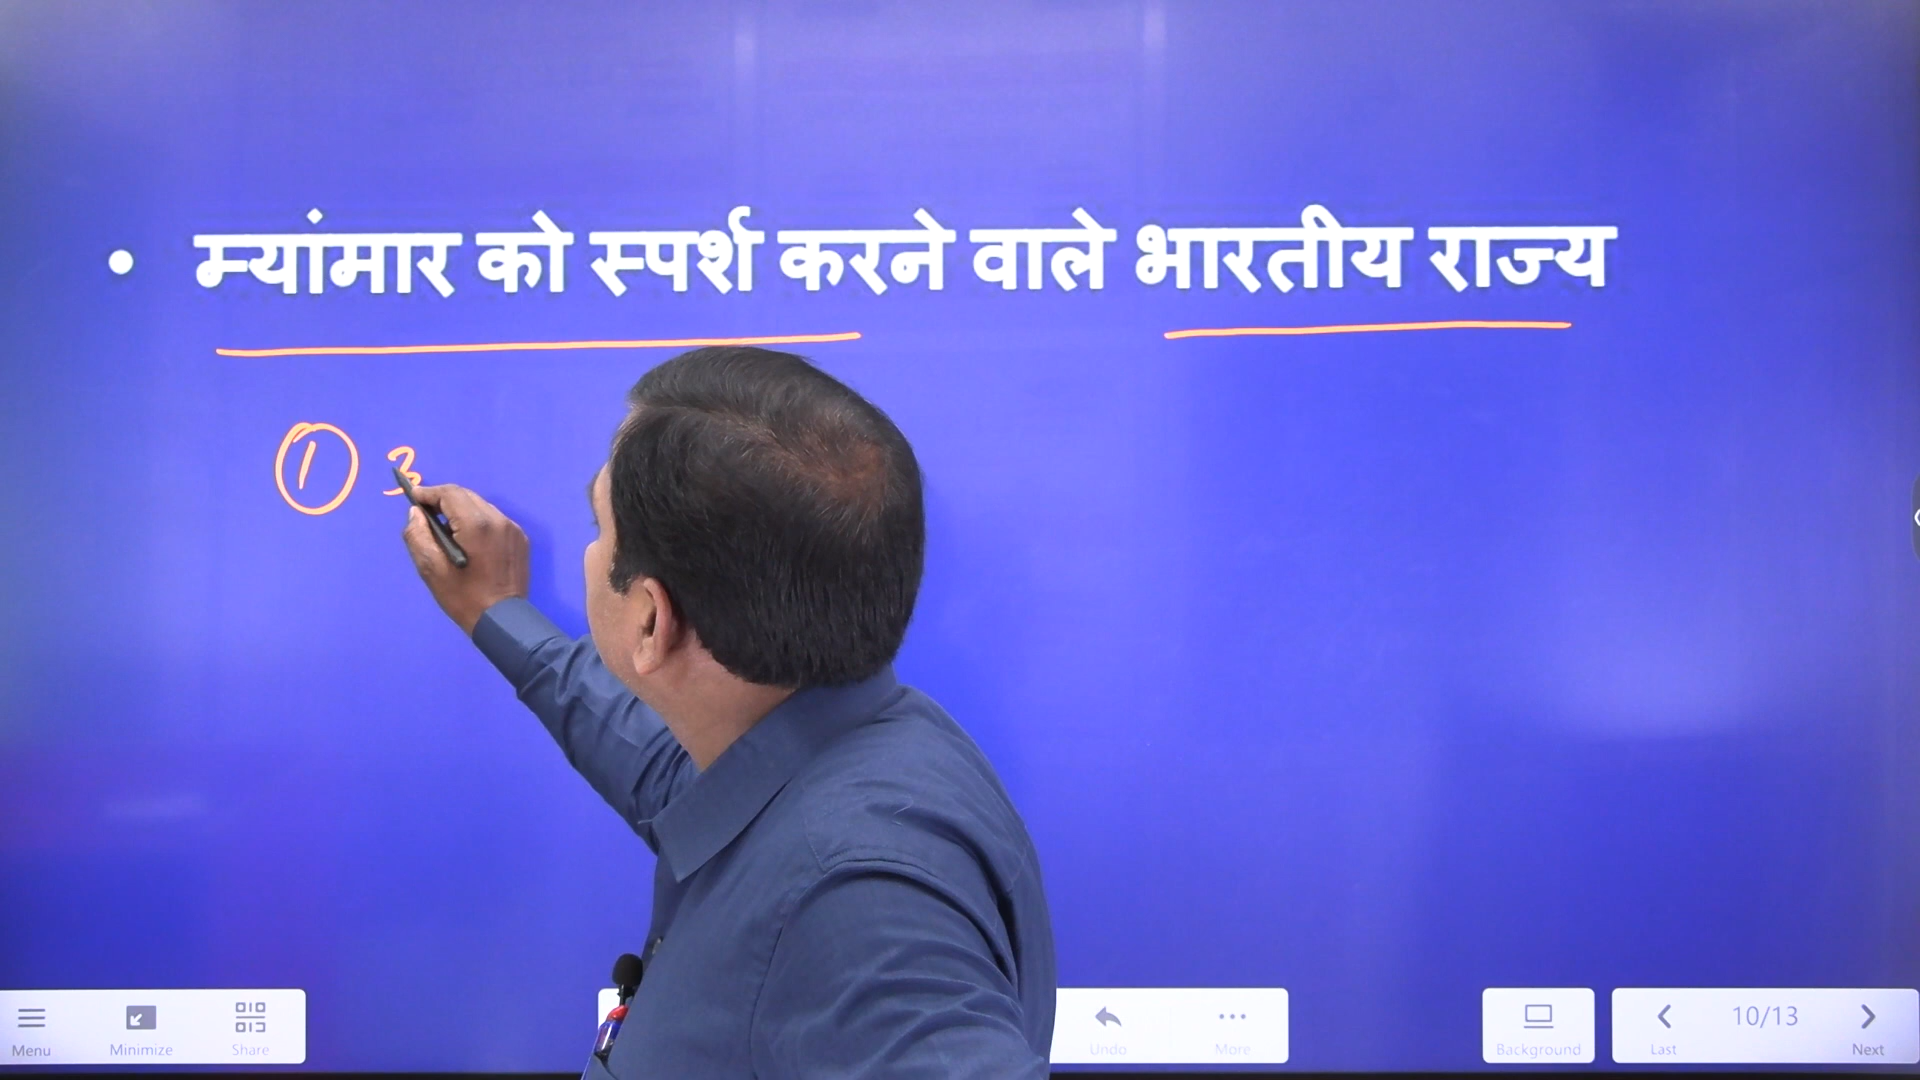 • म्यांमार को स्पर्श करने वाले भारतीय राज्य
① 3
Menu Minimize Share Undo More Background Last 10/13 Next